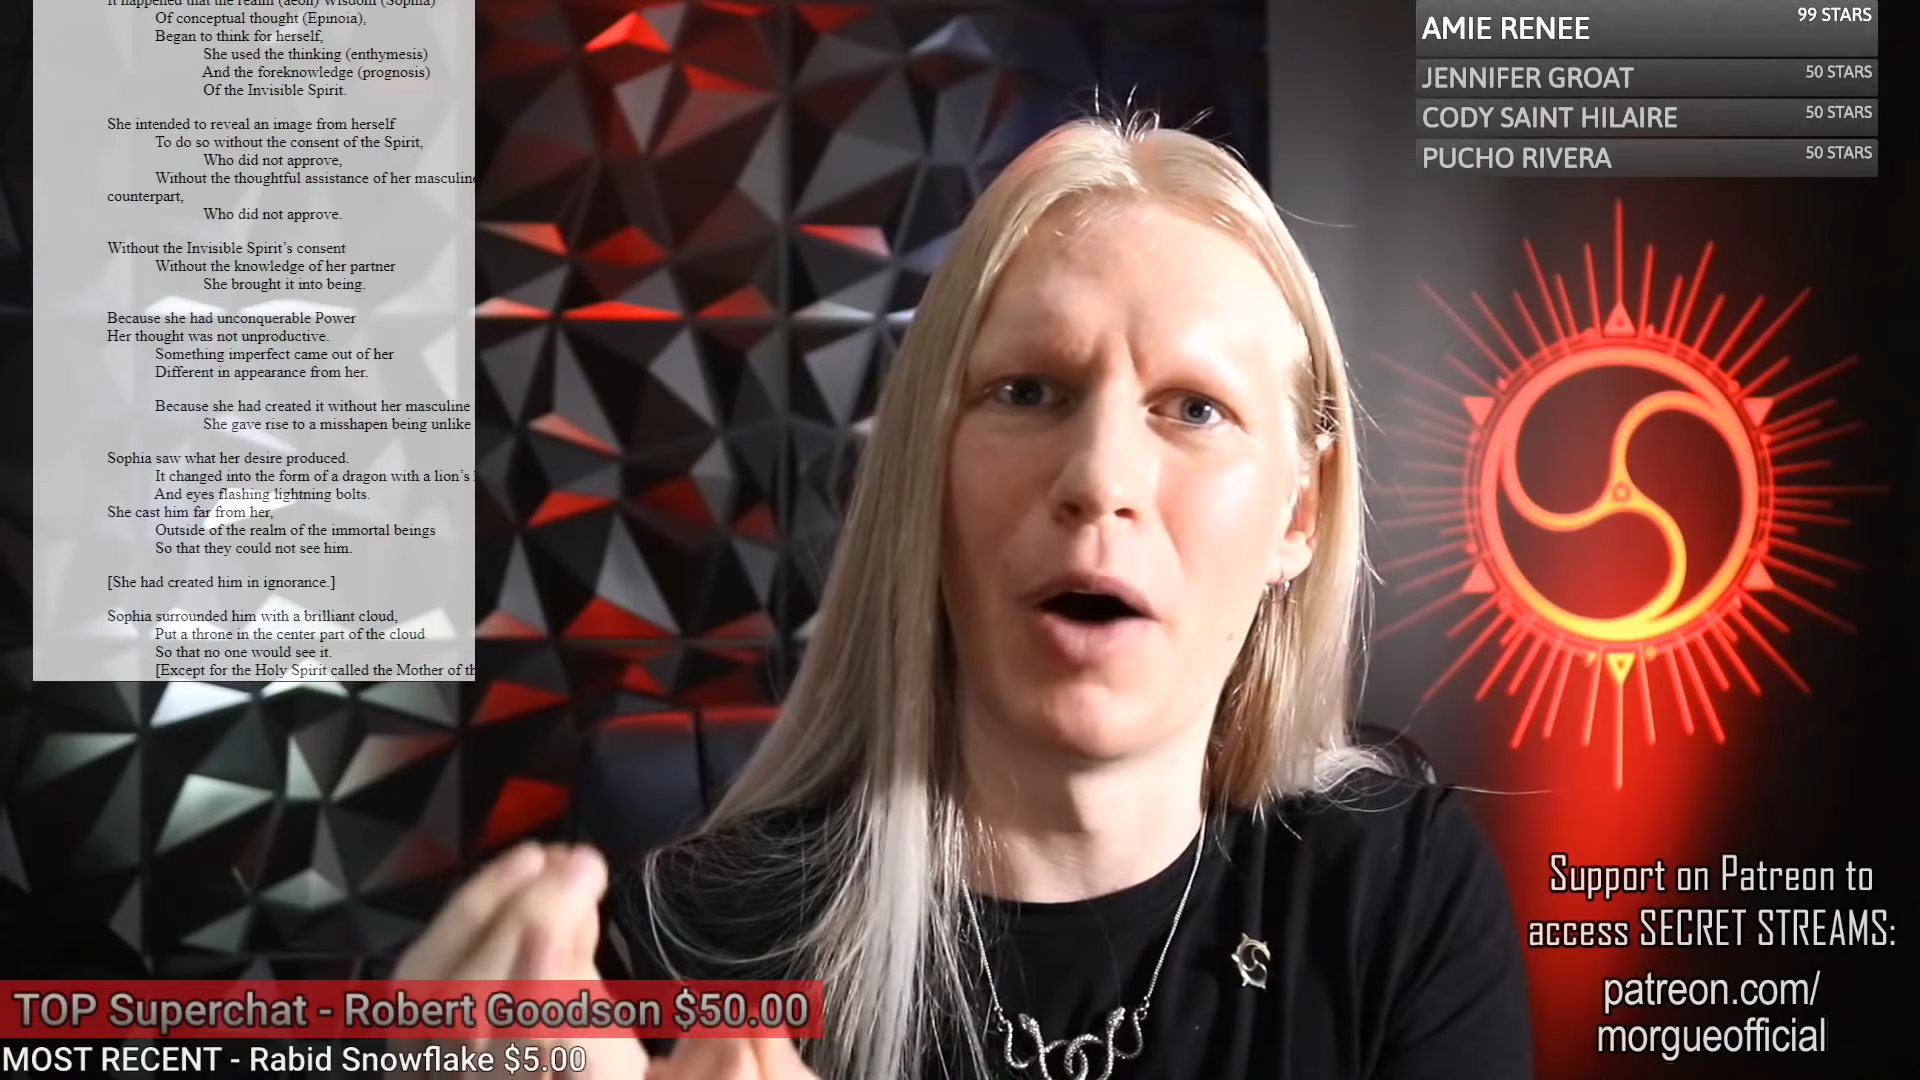 It happened that the realm (aeon) Wisdom (Sophia)
Of conceptual thought (Epinoia),
Began to think for herself,
She used the thinking (enthymesis)
And the foreknowledge (prognosis)
Of the Invisible Spirit.
She intended to reveal an image from herself
To do so without the consent of the Spirit,
Who did not approve,
Without the thoughtful assistance of her masculine
counterpart,
Who did not approve.
Without the Invisible Spirit's consent
Without the knowledge of her partner
She brought it into being.
Because she had unconquerable Power
Her thought was not unproductive.
Something imperfect came out of her
Different in appearance from her.
Because she had created it without her masculine
She gave rise to a misshapen being unlike
Sophia saw what her desire produced.
It changed into the form of a dragon with a lion's
And eyes flashing lightning bolts.
She cast him far from her,
Outside of the realm of the immortal beings
So that they could not see him.
[She had created him in ignorance.]
Sophia surrounded him with a brilliant cloud,
Put a throne in the center part of the cloud
So that no one would see it.
[Except for the Holy Spirit called the Mother of
AMIE RENEE 99 STARS
JENNIFER GROAT 50 STARS
CODY SAINT HILAIRE 50 STARS
PUCHO RIVERA 50 STARS
Support on Patreon to
access SECRET STREAMS:
patreon.com/
morgueofficial
TOP Superchat - Robert Goodson $50.00
MOST RECENT - Rabid Snowflake $5.00